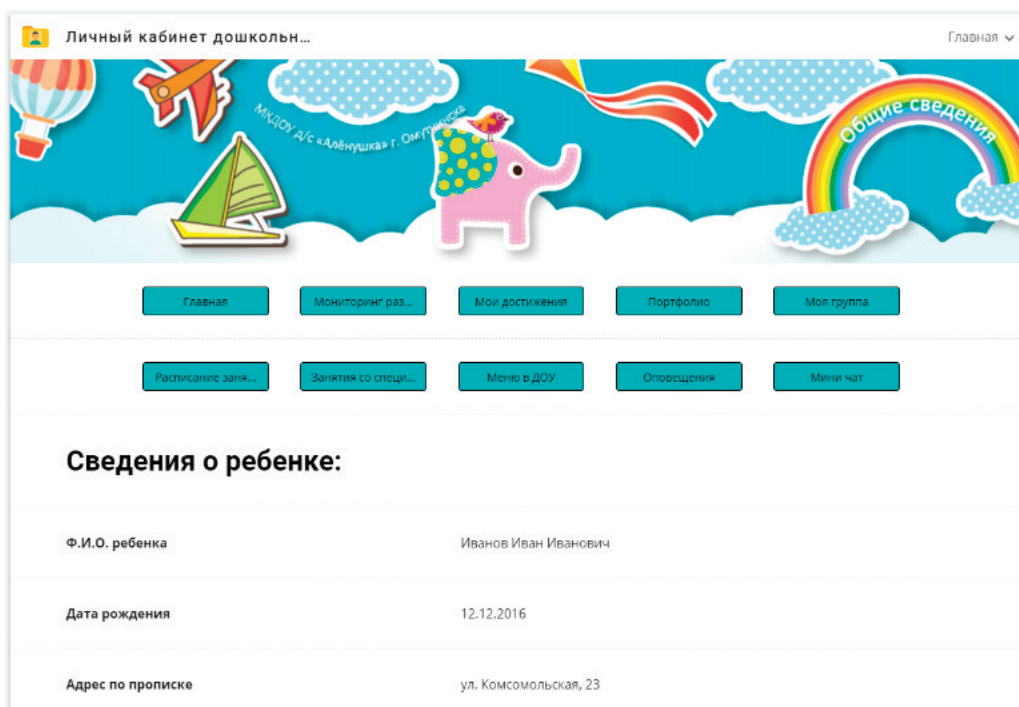 Личный кабинет дошкольн...
Главная
МКДОУ д/с «Алёнушка» г. Омутнинска
Общие сведения
Главная
Мониторинг раз...
Мои достижения
Портфолио
Моя группа
Расписание заня...
Занятия со специ...
Меню в ДОУ
Оповещения
Мини чат
Сведения о ребенке:
Ф.И.О. ребенка
Иванов Иван Иванович
Дата рождения
12.12.2016
Адрес по прописке
ул. Комсомольская, 23